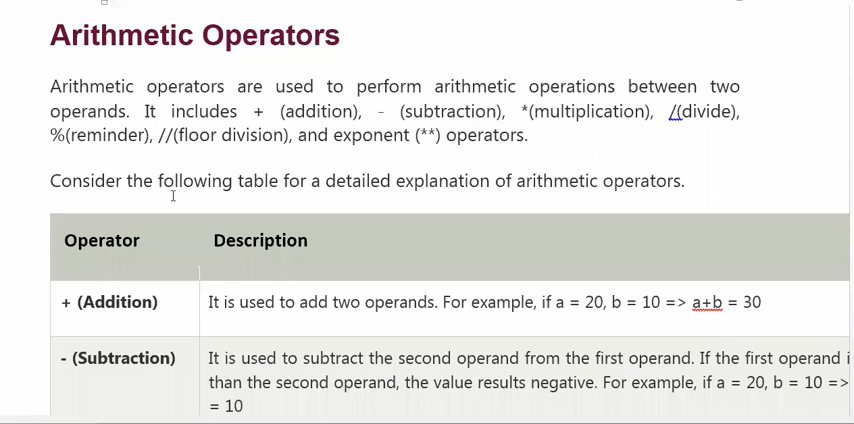 Arithmetic Operators
Arithmetic operators are used to perform arithmetic operations between two
operands. It includes + (addition), - (subtraction), *(multiplication), /(divide),
%(reminder), //(floor division), and exponent (**) operators.
Consider the following table for a detailed explanation of arithmetic operators.
Operator Description
+ (Addition) It is used to add two operands. For example, if a = 20, b = 10 => a+b = 30
- (Subtraction) It is used to subtract the second operand from the first operand. If the first operand i
than the second operand, the value results negative. For example, if a = 20, b = 10 =>
= 10